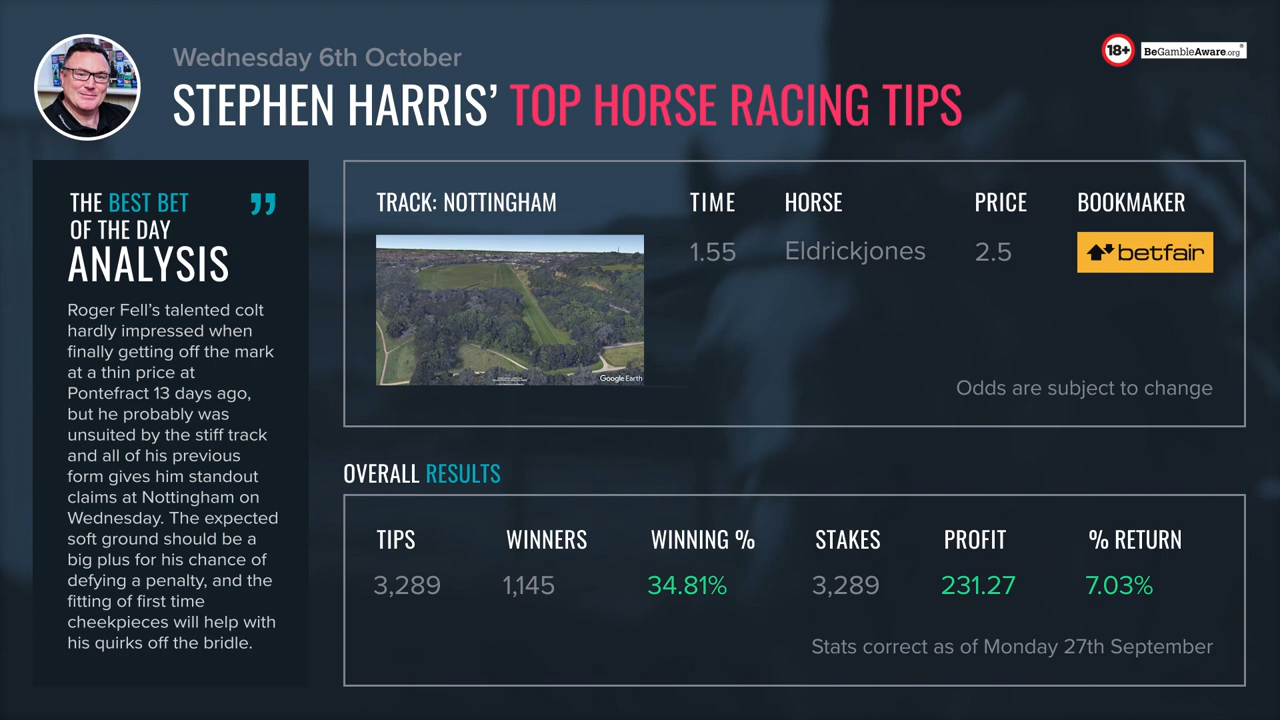 Wednesday 6th October
STEPHEN HARRIS’ TOP HORSE RACING TIPS
18+ BeGambleAware.org®
THE BEST BET ”
OF THE DAY
ANALYSIS
Roger Fell’s talented colt
hardly impressed when
finally getting off the mark
at a thin price at
Pontefract 13 days ago,
but he probably was
unsuited by the stiff track
and all of his previous
form gives him standout
claims at Nottingham on
Wednesday. The expected
soft ground should be a
big plus for his chance of
defying a penalty, and the
fitting of first time
cheekpieces will help with
his quirks off the bridle.
TRACK: NOTTINGHAM TIME HORSE PRICE BOOKMAKER
1.55 Eldrickjones 2.5 betfair
Google Earth
Odds are subject to change
OVERALL RESULTS
TIPS WINNERS WINNING % STAKES PROFIT % RETURN
3,289 1,145 34.81% 3,289 231.27 7.03%
Stats correct as of Monday 27th September